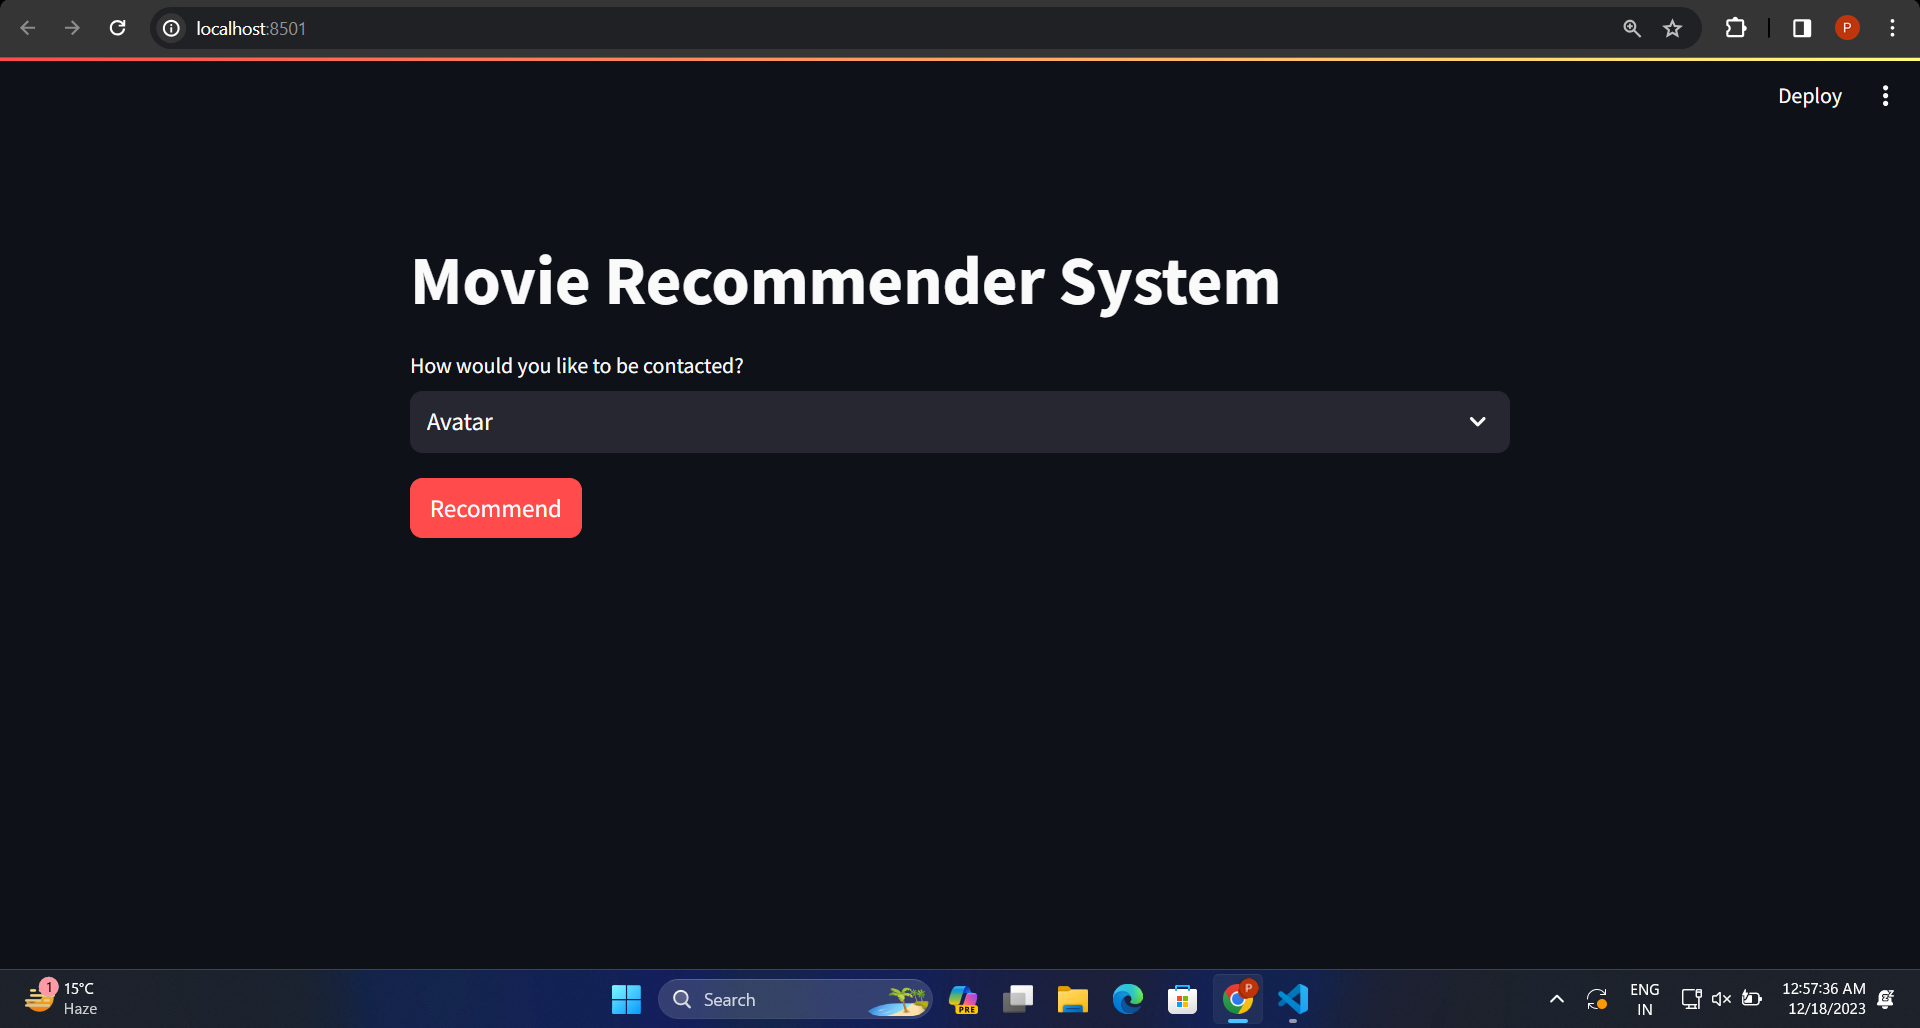 localhost:8501
P
Deploy
Movie Recommender System
How would you like to be contacted?
Avatar
Recommend
1
15°C
Haze
Search
PRE
P
ENG
IN
12:57:36 AM
12/18/2023